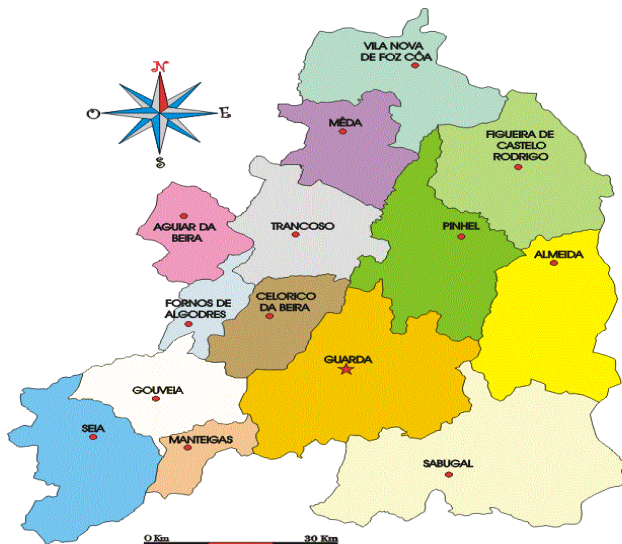 VILA NOVA
DE FOZ CÔA
N
O
E
S
MÊDA
FIGUEIRA DE
CASTELO
RODRIGO
AGUIAR DA
BEIRA
TRANCOSO
PINHEL
ALMEIDA
FORNOS DE
ALGODRES
CELORICO
DA BEIRA
GUARDA
GOUVEIA
SEIA
MANTEIGAS
SABUGAL
O Km
30 Km